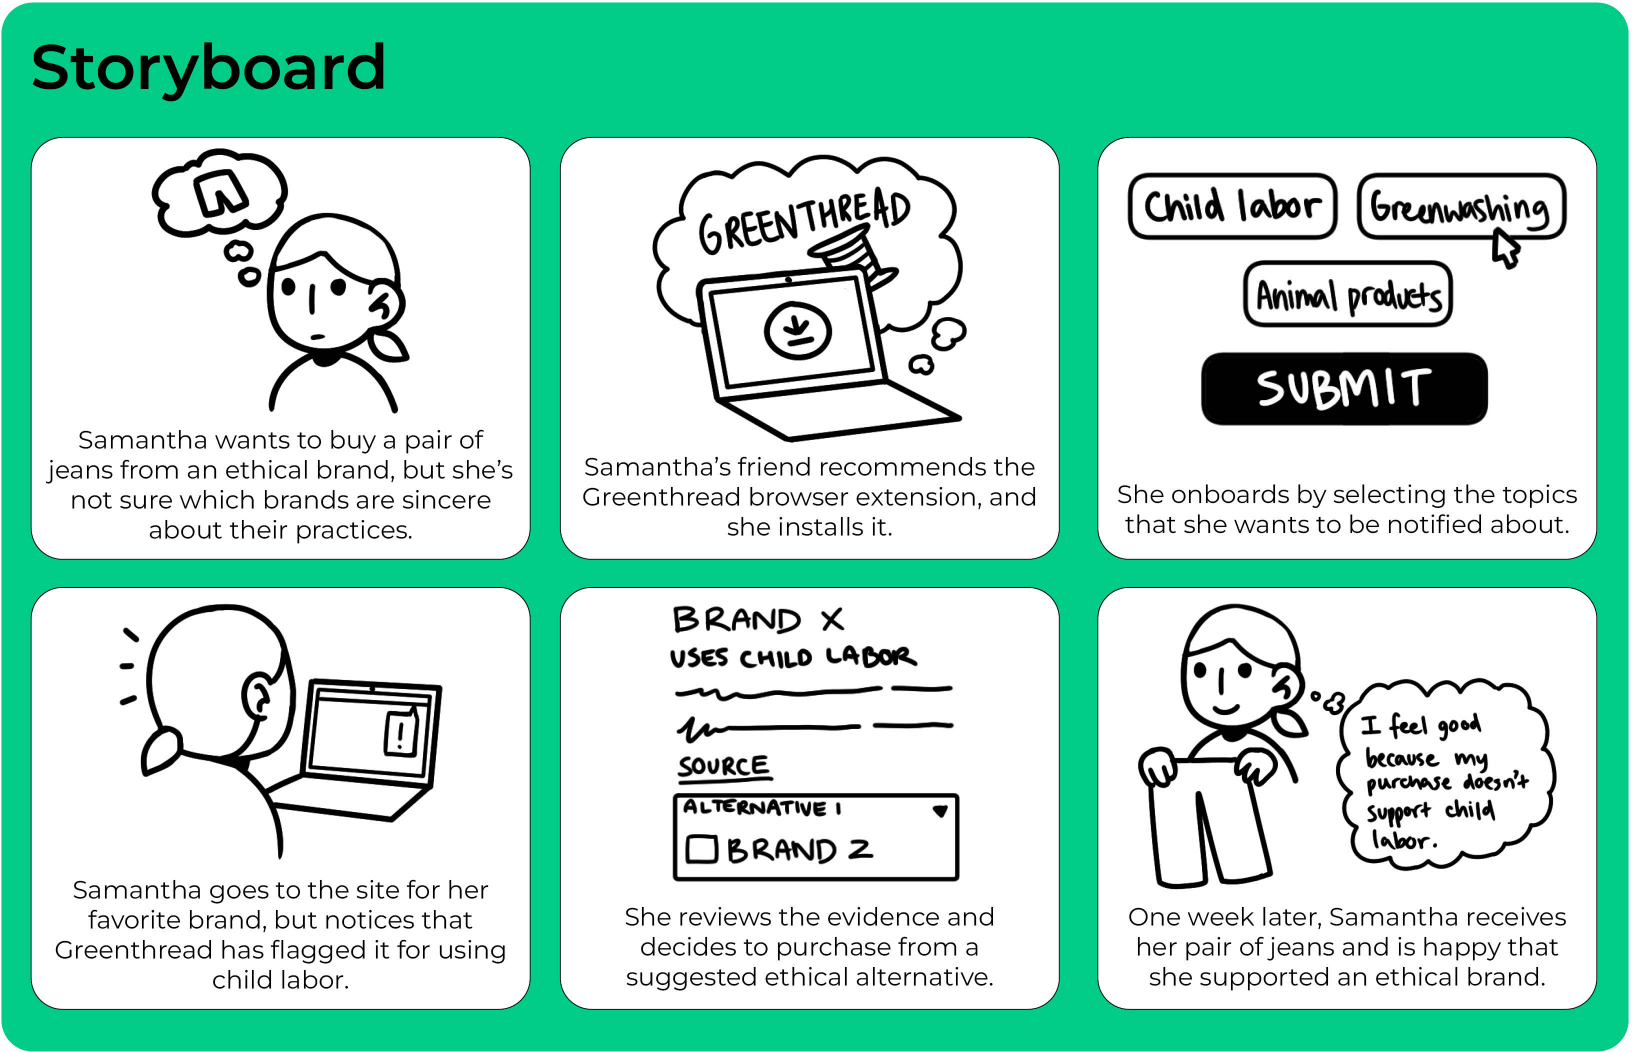 Storyboard
GREENTHREAD
Child labor
Greenwashing
Animal products
SUBMIT
Samantha wants to buy a pair of
jeans from an ethical brand, but she's
not sure which brands are sincere
about their practices.
Samantha's friend recommends the
Greenthread browser extension, and
she installs it.
She onboards by selecting the topics
that she wants to be notified about.
!
Samantha goes to the site for her
favorite brand, but notices that
Greenthread has flagged it for using
child labor.
BRAND X
USES CHILD LABOR
SOURCE
ALTERNATIVE 1
BRAND Z
She reviews the evidence and
decides to purchase from a
suggested ethical alternative.
I feel good
because my
purchase doesn't
support child
labor.
One week later, Samantha receives
her pair of jeans and is happy that
she supported an ethical brand.